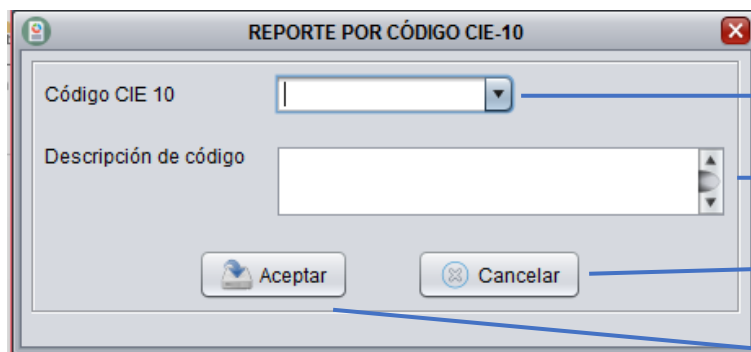 REPORTE POR CÓDIGO CIE-10
Código CIE 10
Descripción de código
Aceptar Cancelar